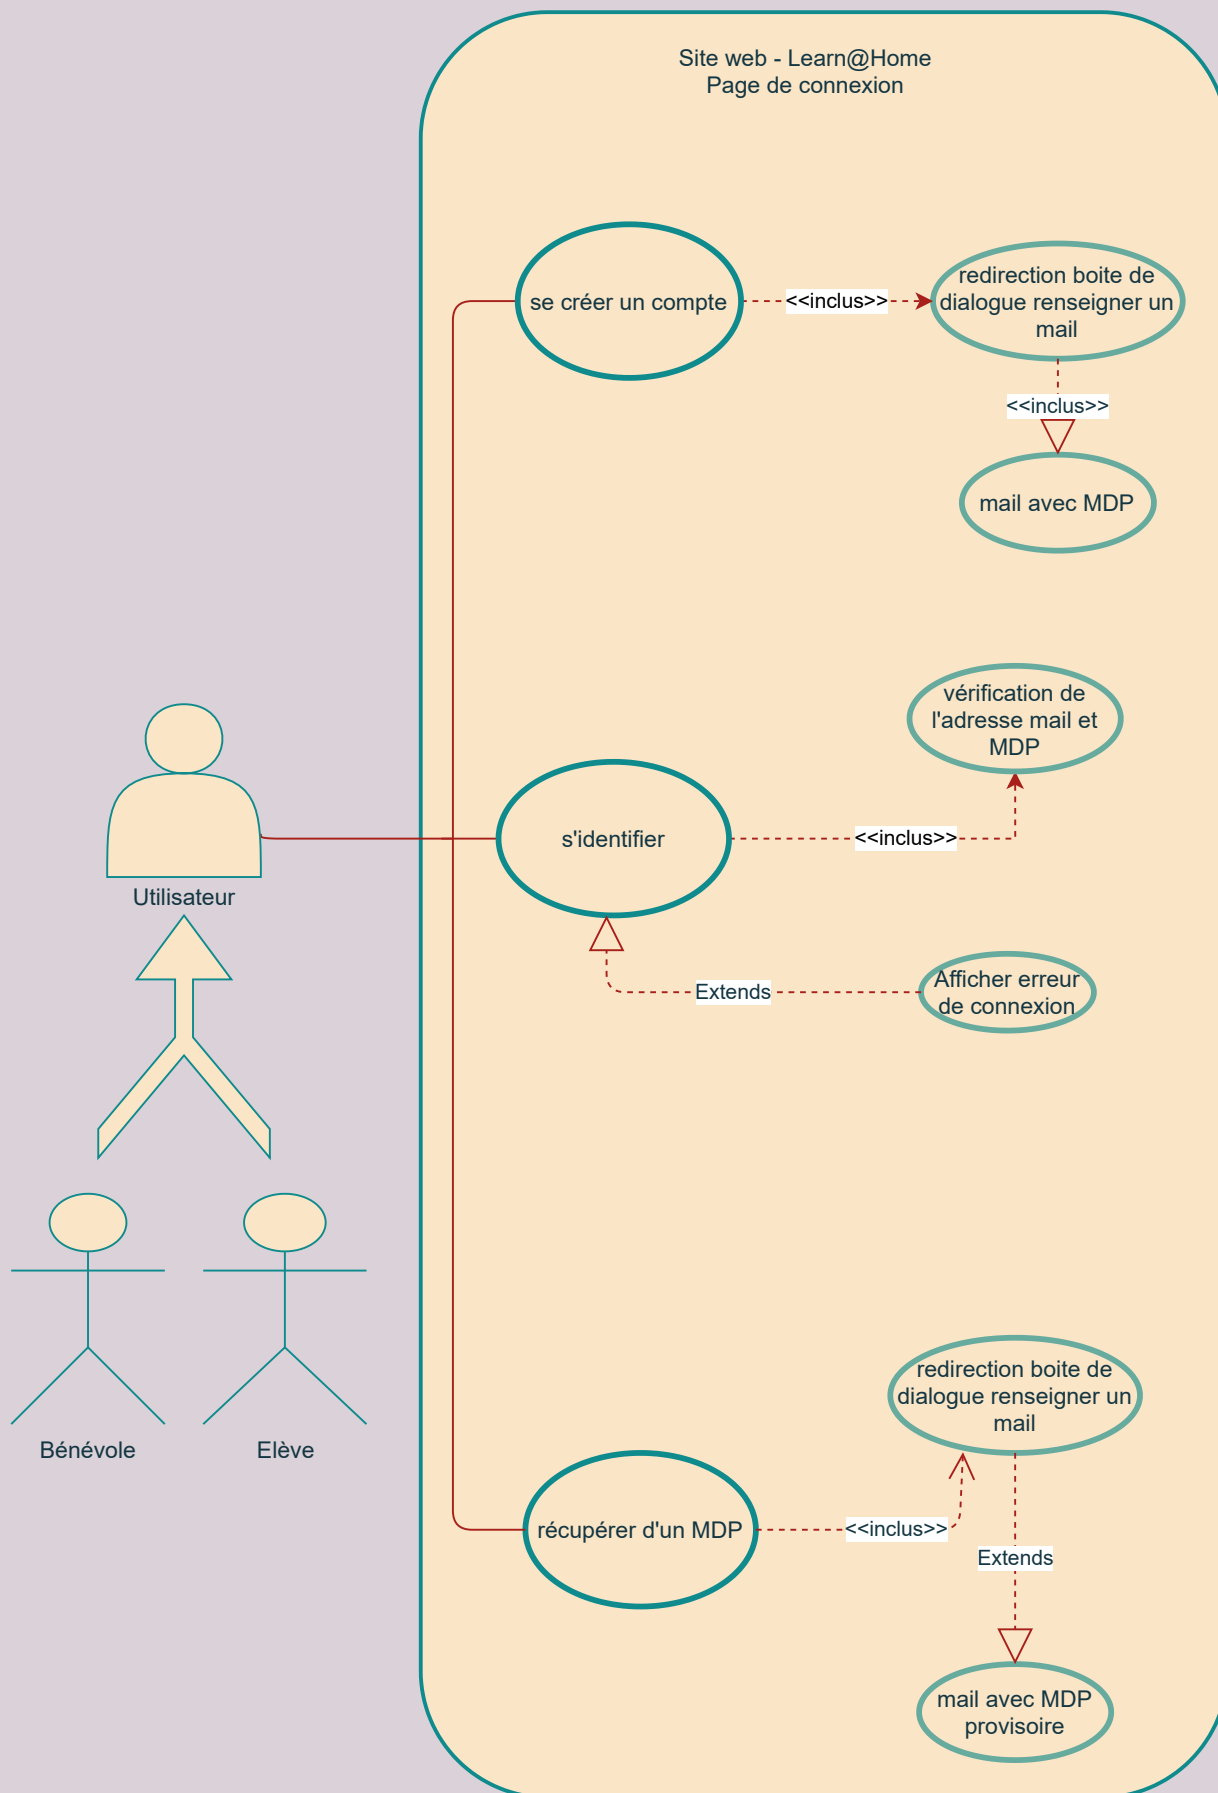 Site web - Learn@Home
Page de connexion
se créer un compte
<<inclus>>
redirection boite de
dialogue renseigner un
mail
<<inclus>>
mail avec MDP
vérification de
l'adresse mail et
MDP
s'identifier
<<inclus>>
Utilisateur
Extends
Afficher erreur
de connexion
Bénévole
Elève
redirection boite de
dialogue renseigner un
mail
récupérer d'un MDP
<<inclus>>
Extends
mail avec MDP
provisoire